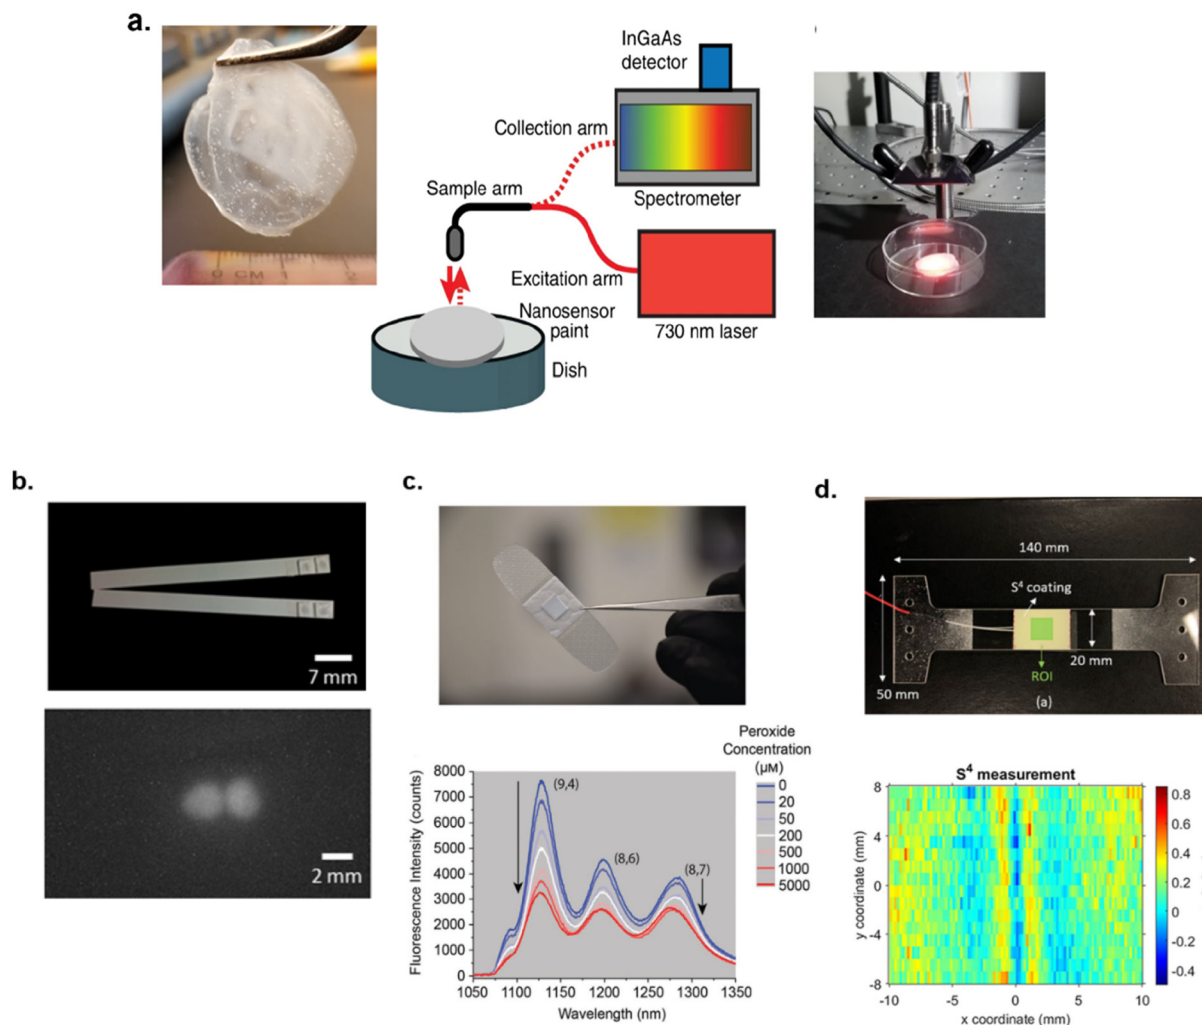 a.
0 CM 1 2
InGaAs
detector
Collection arm
Sample arm
Spectrometer
Excitation arm
Nanosensor
paint
730 nm laser
Dish
b.
7 mm
2 mm
c.
Peroxide
Concentration
(µM)
0
20
50
200
500
1000
5000
8000
7000
6000
5000
4000
3000
2000
1000
0
Fluorescence Intensity (counts)
(9,4)
(8,6)
(8,7)
1050 1100 1150 1200 1250 1300 1350
Wavelength (nm)
d.
140 mm
S⁴ coating
20 mm
50 mm
ROI
(a)
S⁴ measurement
8
4
0
-4
-8
y coordinate (mm)
-10 -5 0 5 10
x coordinate (mm)
0.8
0.6
0.4
0.2
0
-0.2
-0.4